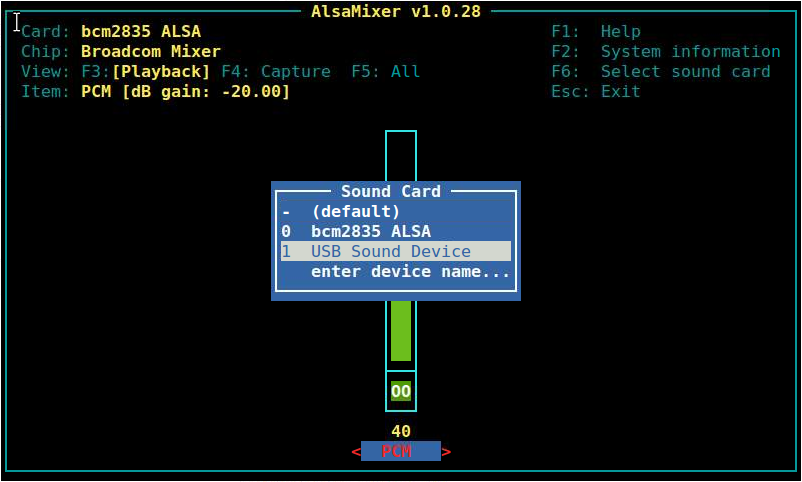 AlsaMixer v1.0.28
Card: bcm2835 ALSA F1: Help
Chip: Broadcom Mixer F2: System information
View: F3:[Playback] F4: Capture F5: All F6: Select sound card
Item: PCM [dB gain: -20.00] Esc: Exit
Sound Card
- (default)
0 bcm2835 ALSA
1 USB Sound Device
enter device name...
OO
40
< PCM >